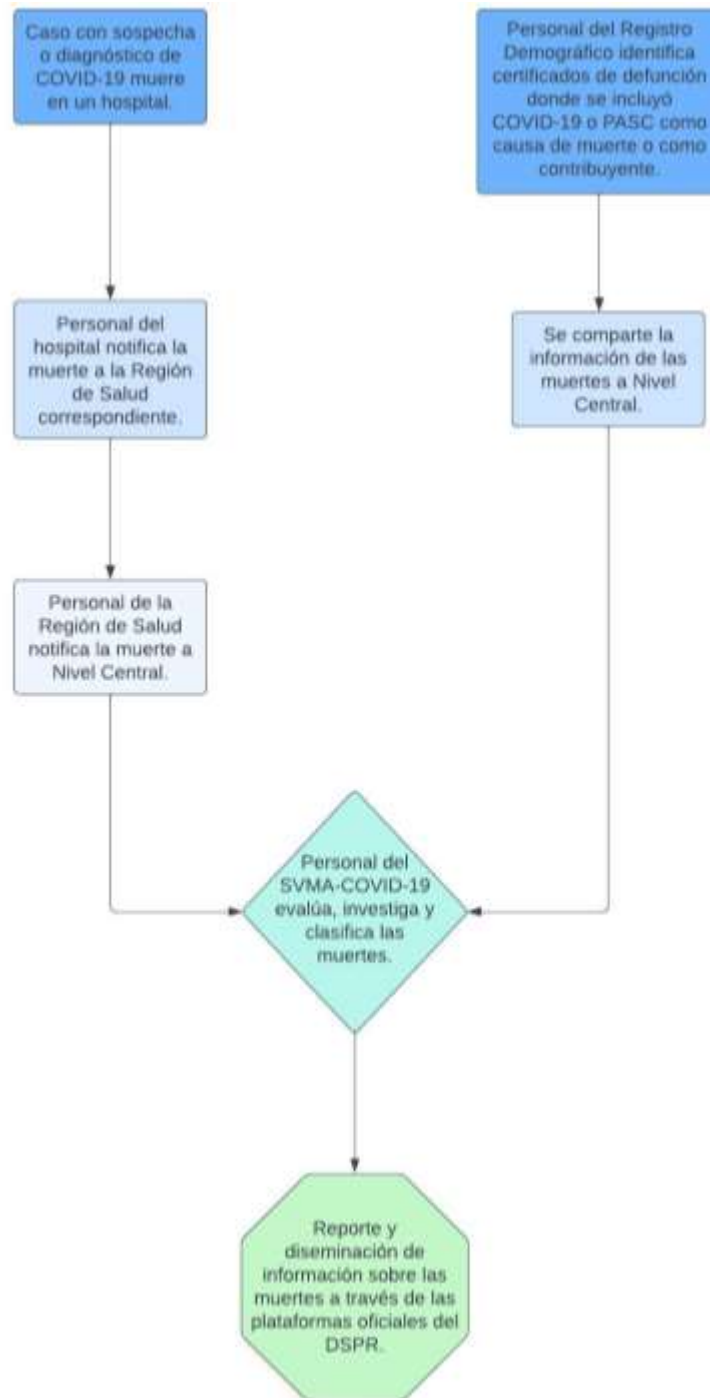 Caso con sospecha
o diagnóstico de
COVID-19 muere
en un hospital.
Personal del Registro
Demográfico identifica
certificados de defunción
donde se incluyó
COVID-19 o PASC como
causa de muerte o como
contribuyente.
Personal del
hospital notifica la
muerte a la Región
de Salud
correspondiente.
Se comparte la
información de las
muertes a Nivel
Central.
Personal de la
Región de Salud
notifica la muerte a
Nivel Central.
Personal del
SVMA-COVID-19
evalúa, investiga y
clasifica las
muertes.
Reporte y
diseminación de
información sobre las
muertes a través de las
plataformas oficiales del
DSPR.